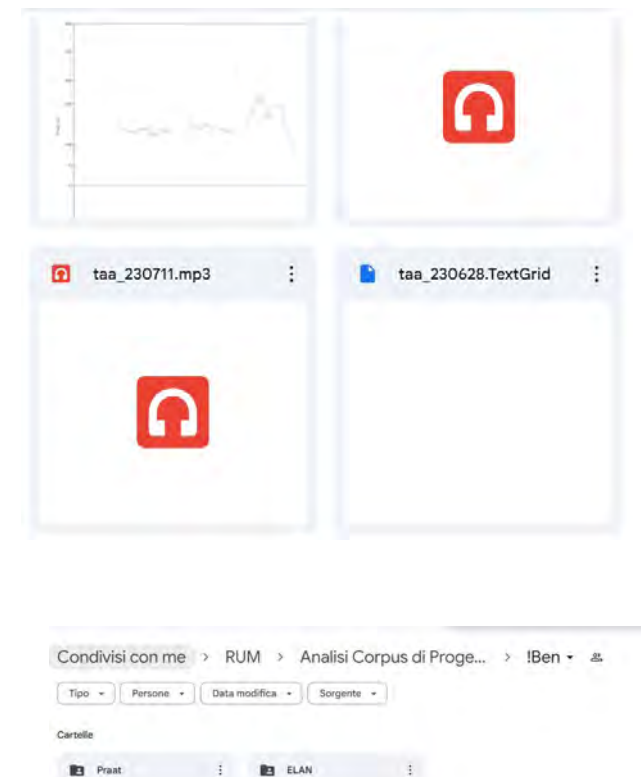 taa_230711.mp3
taa_230628.TextGrid
Condivisi con me > RUM > Analisi Corpus di Proge... > !Ben
Tipo Persone Data modifica Sorgente
Cartelle
Praat ELAN